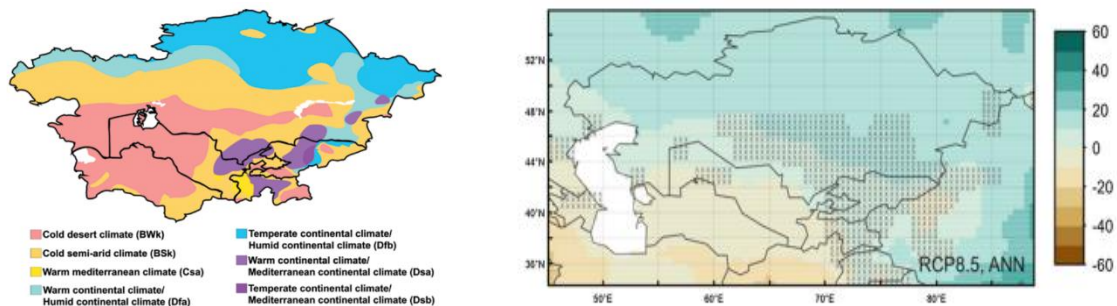 Cold desert climate (BWk)
Cold semi-arid climate (BSk)
Warm mediterranean climate (Csa)
Warm continental climate/
Humid continental climate (Dfa)
Temperate continental climate/
Humid continental climate (Dfb)
Warm continental climate/
Mediterranean continental climate (Dsa)
Temperate continental climate/
Mediterranean continental climate (Dsb)
52°N
48°N
44°N
40°N
36°N
50°E
60°E
70°E
80°E
RCP8.5, ANN
60
40
20
0
-20
-40
-60